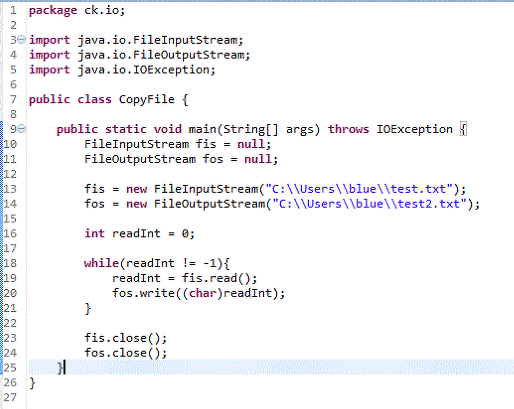 1 package ck.io;
2
3 import java.io.FileInputStream;
4 import java.io.FileOutputStream;
5 import java.io.IOException;
6
7 public class CopyFile {
8
9     public static void main(String[] args) throws IOException {
10         FileInputStream fis = null;
11         FileOutputStream fos = null;
12
13         fis = new FileInputStream("C:\\Users\\blue\\test.txt");
14         fos = new FileOutputStream("C:\\Users\\blue\\test2.txt");
15
16         int readInt = 0;
17
18         while(readInt != -1){
19             readInt = fis.read();
20             fos.write((char)readInt);
21         }
22
23         fis.close();
24         fos.close();
25     }
26 }
27